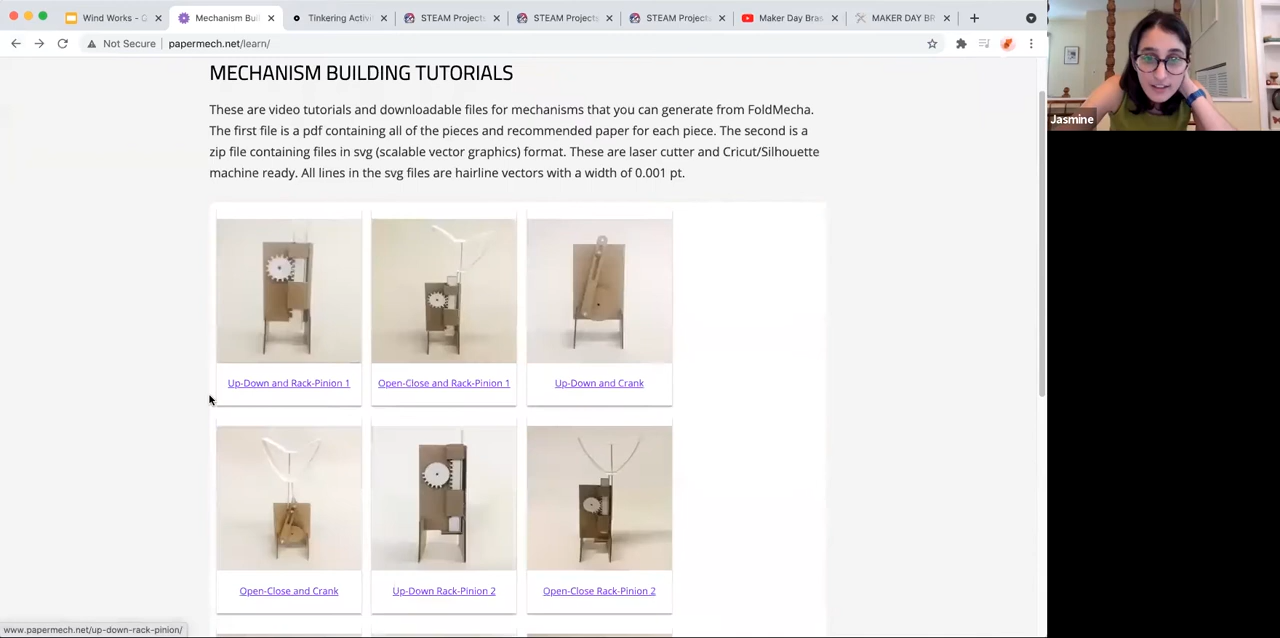 Wind Works - G
Mechanism Buil
Tinkering Activi
STEAM Projects
STEAM Projects
STEAM Projects
Maker Day Bras
MAKER DAY BR
Not Secure
papermech.net/learn/
Jasmine
MECHANISM BUILDING TUTORIALS
These are video tutorials and downloadable files for mechanisms that you can generate from FoldMecha.
The first file is a pdf containing all of the pieces and recommended paper for each piece. The second is a
zip file containing files in svg (scalable vector graphics) format. These are laser cutter and Cricut/Silhouette
machine ready. All lines in the svg files are hairline vectors with a width of 0.001 pt.
Up-Down and Rack-Pinion 1
Open-Close and Rack-Pinion 1
Up-Down and Crank
Open-Close and Crank
Up-Down Rack-Pinion 2
Open-Close Rack-Pinion 2
www.papermech.net/up-down-rack-pinion/